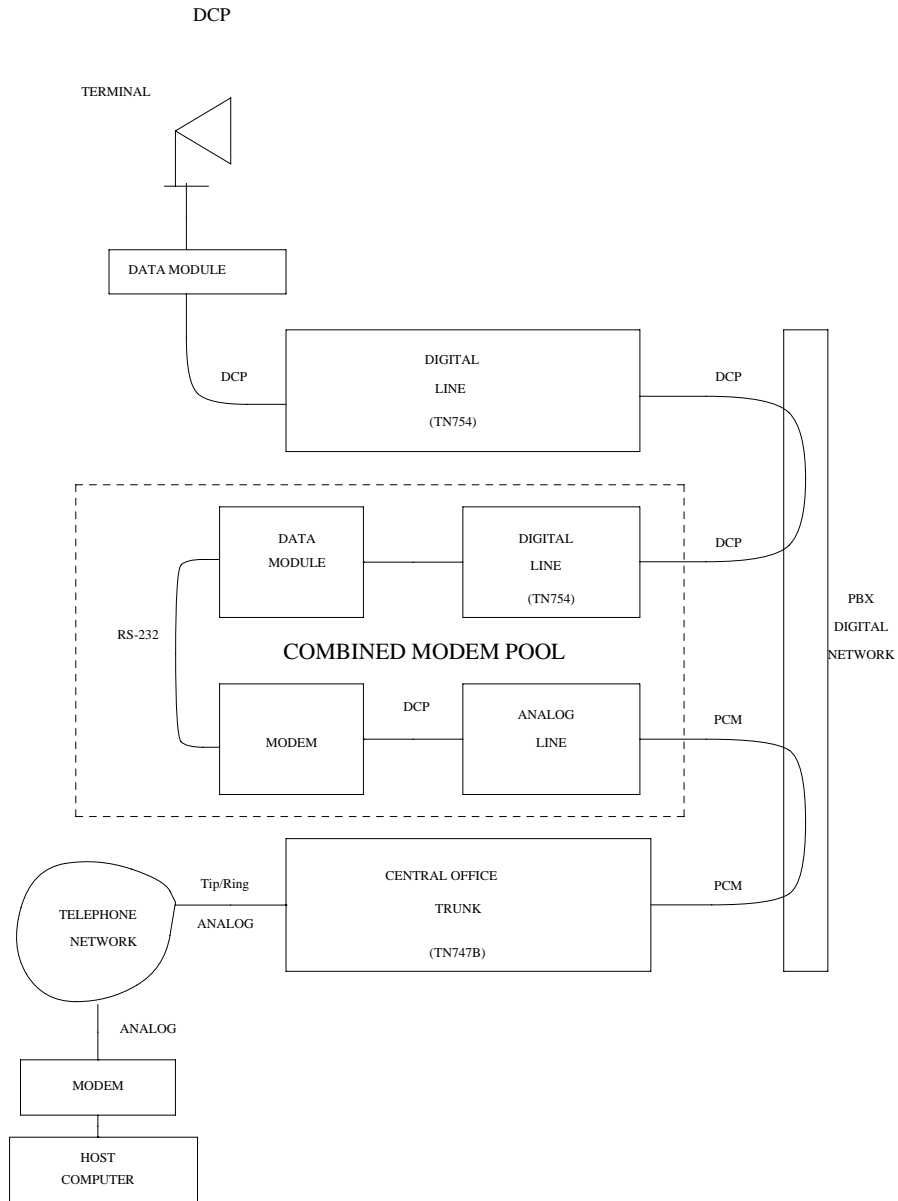 DCP
TERMINAL
DATA MODULE
DCP
DIGITAL
LINE
(TN754)
DCP
DATA
MODULE
DIGITAL
LINE
(TN754)
DCP
RS-232
COMBINED MODEM POOL
PBX
DIGITAL
NETWORK
MODEM
DCP
ANALOG
LINE
PCM
TELEPHONE
NETWORK
Tip/Ring
ANALOG
CENTRAL OFFICE
TRUNK
(TN747B)
PCM
ANALOG
MODEM
HOST
COMPUTER